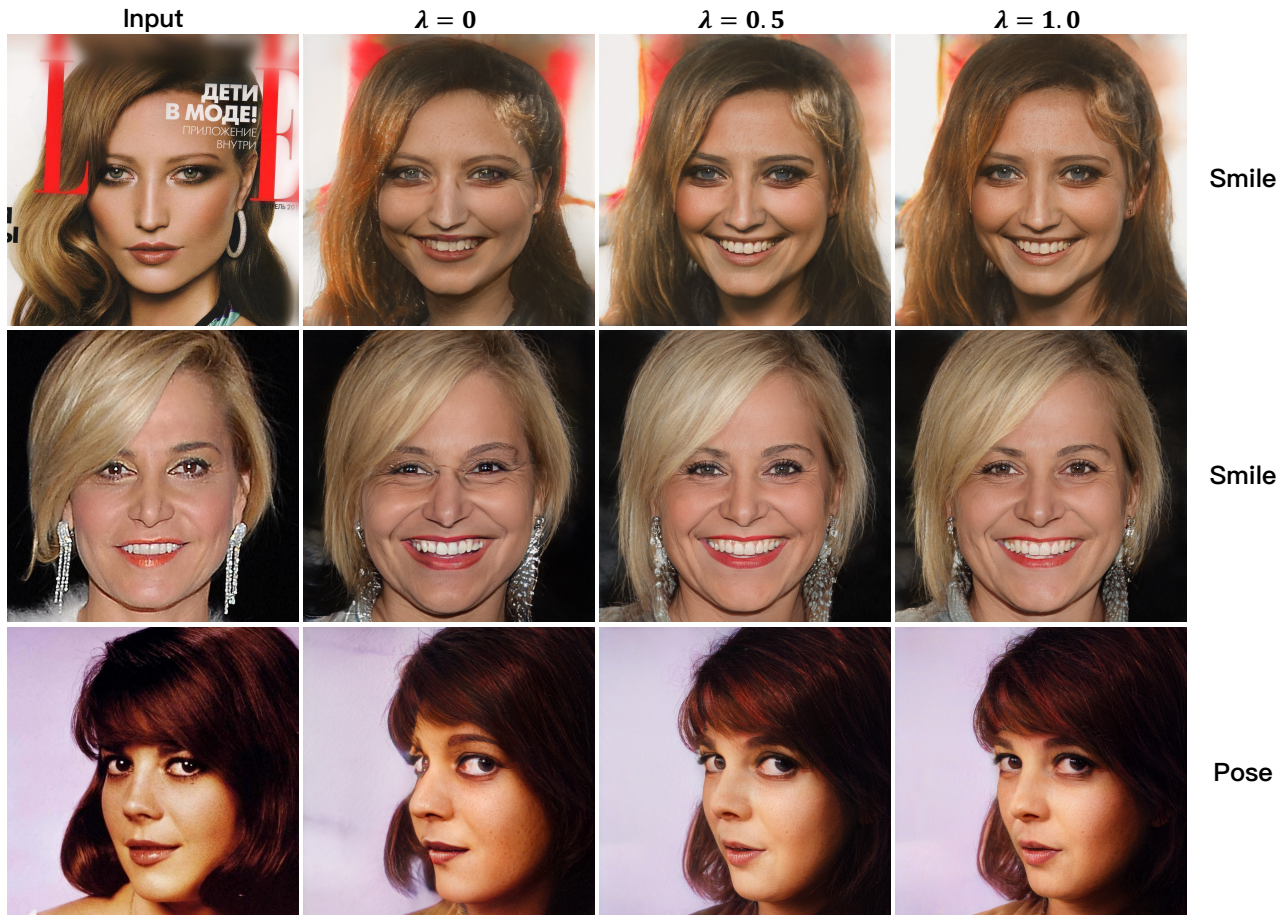 Input
λ = 0
λ = 0.5
λ = 1.0
L E
ДЕТИ
В МОДЕ!
ПРИЛОЖЕНИЕ
ВНУТРИ
Smile
Smile
Pose